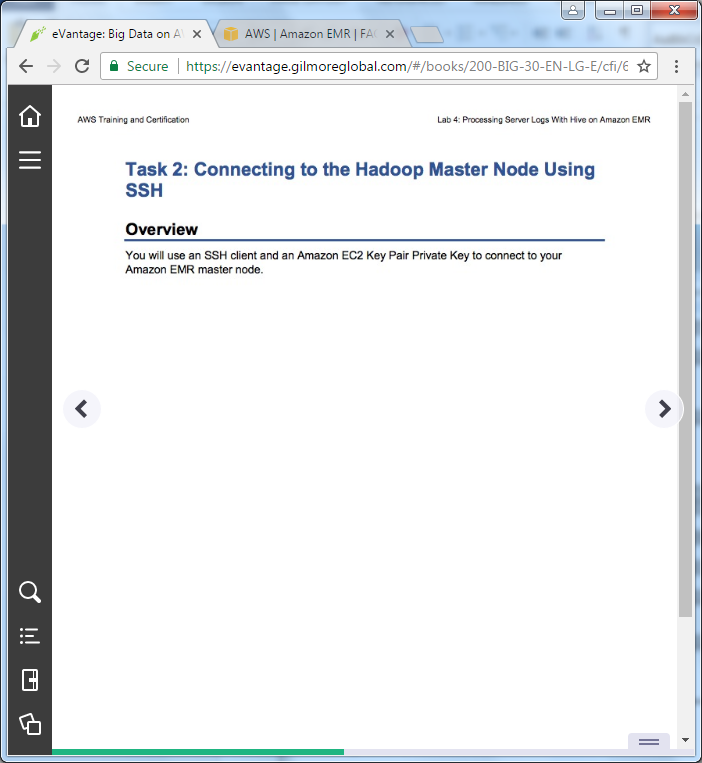 eVantage: Big Data on A
AWS | Amazon EMR | FAQ
Secure
https://evantage.gilmoreglobal.com/#/books/200-BIG-30-EN-LG-E/cfi/6
AWS Training and Certification
Lab 4: Processing Server Logs With Hive on Amazon EMR
Task 2: Connecting to the Hadoop Master Node Using
SSH
Overview
You will use an SSH client and an Amazon EC2 Key Pair Private Key to connect to your
Amazon EMR master node.